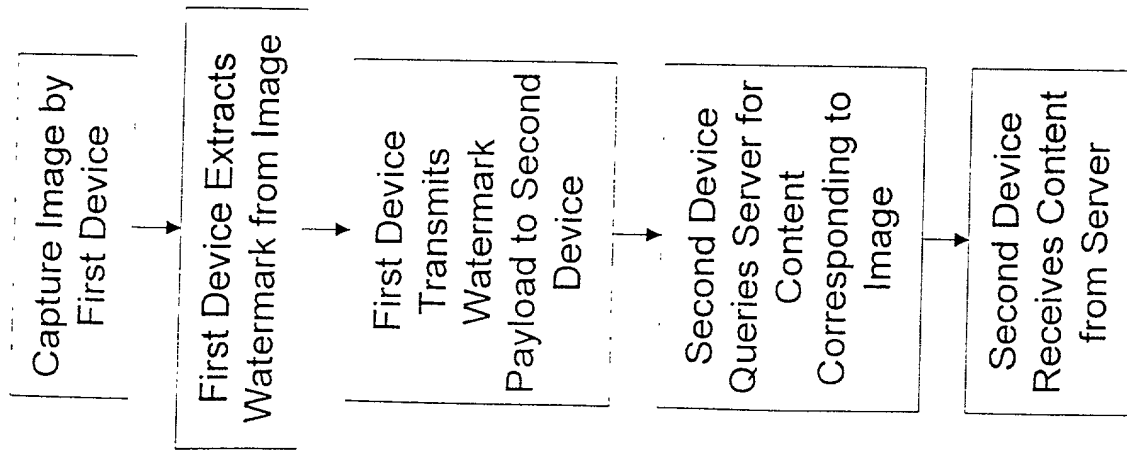 Capture Image by
First Device
First Device Extracts
Watermark from Image
First Device
Transmits
Watermark
Payload to Second
Device
Second Device
Queries Server for
Content
Corresponding to
Image
Second Device
Receives Content
from Server